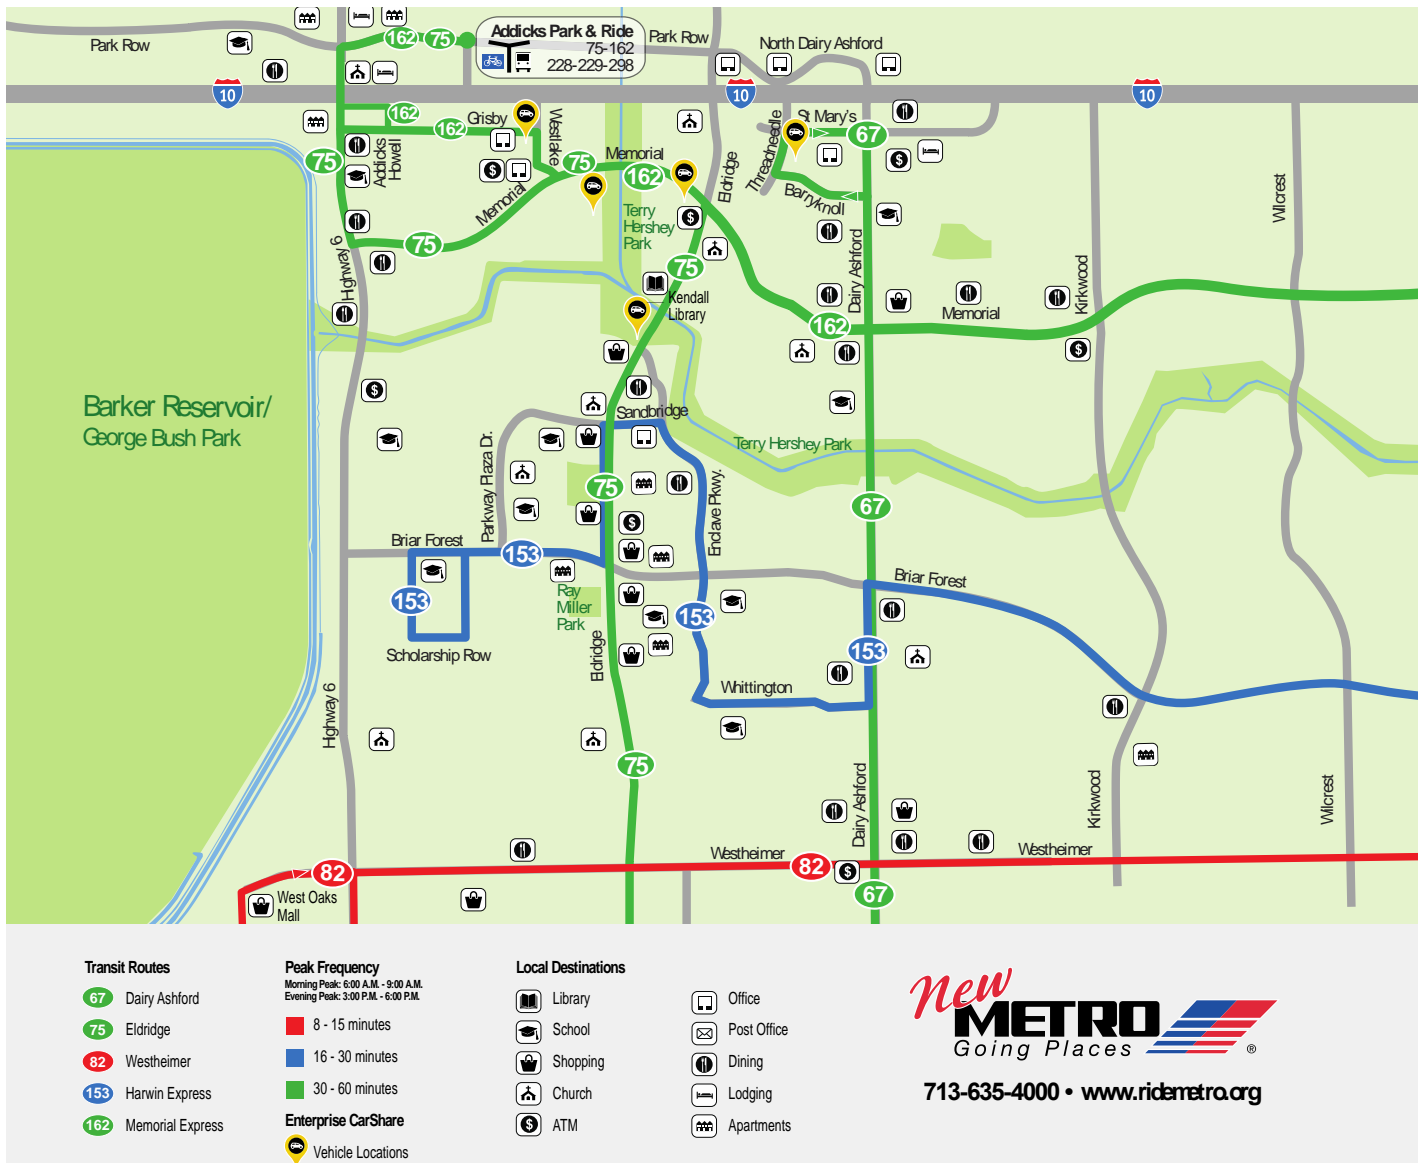 Park Row
162
75
Addicks Park & Ride
75-162
228-229-298
Park Row
North Dairy Ashford
10
10
10
162
162
Grisby
Westlake
75
Addicks
Howell
75
Memorial
162
Memorial
Eldridge
Threadneedle
St Mary's
67
Barryknoll
Wilcrest
Terry
Hershey
Park
75
Highway 6
75
Kendall
Library
Dairy Ashford
162
Memorial
Kirkwood
Barker Reservoir/
George Bush Park
Sandbridge
Parkway Plaza Dr.
Terry Hershey Park
75
Enclave Pkwy.
67
Briar Forest
153
Briar Forest
153
Ray
Miller
Park
153
153
Scholarship Row
Eldridge
Whittington
Highway 6
75
Dairy Ashford
Kirkwood
Wilcrest
Westheimer
Westheimer
82
82
67
West Oaks
Mall
Transit Routes
67 Dairy Ashford
75 Eldridge
82 Westheimer
153 Harwin Express
162 Memorial Express
Peak Frequency
Morning Peak: 6:00 A.M. - 9:00 A.M.
Evening Peak: 3:00 P.M. - 6:00 P.M.
8 - 15 minutes
16 - 30 minutes
30 - 60 minutes
Enterprise CarShare
Vehicle Locations
Local Destinations
Library
School
Shopping
Church
ATM
Office
Post Office
Dining
Lodging
Apartments
New
METRO
Going Places ®
713-635-4000 • www.ridemetro.org